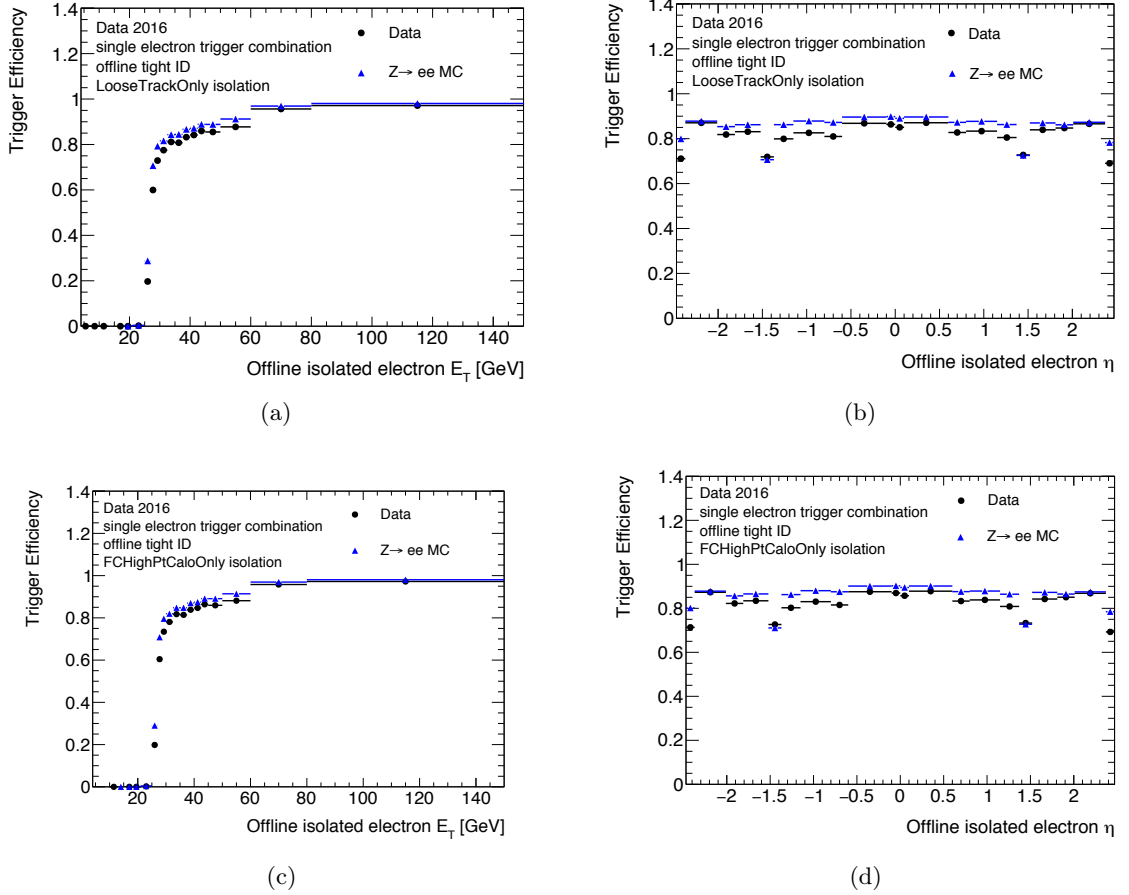 Trigger Efficiency
1.4
1.2
1
0.8
0.6
0.4
0.2
0
Data 2016
single electron trigger combination
offline tight ID
LooseTrackOnly isolation
Data
Z→ ee MC
20 40 60 80 100 120 140
Offline isolated electron E_T [GeV]
(a)
Trigger Efficiency
1.4
1.2
1
0.8
0.6
0.4
0.2
0
Data 2016
single electron trigger combination
offline tight ID
LooseTrackOnly isolation
Data
Z→ ee MC
−2 −1.5 −1 −0.5 0 0.5 1 1.5 2
Offline isolated electron η
(b)
Trigger Efficiency
1.4
1.2
1
0.8
0.6
0.4
0.2
0
Data 2016
single electron trigger combination
offline tight ID
FCHighPtCaloOnly isolation
Data
Z→ ee MC
20 40 60 80 100 120 140
Offline isolated electron E_T [GeV]
(c)
Trigger Efficiency
1.4
1.2
1
0.8
0.6
0.4
0.2
0
Data 2016
single electron trigger combination
offline tight ID
FCHighPtCaloOnly isolation
Data
Z→ ee MC
−2 −1.5 −1 −0.5 0 0.5 1 1.5 2
Offline isolated electron η
(d)